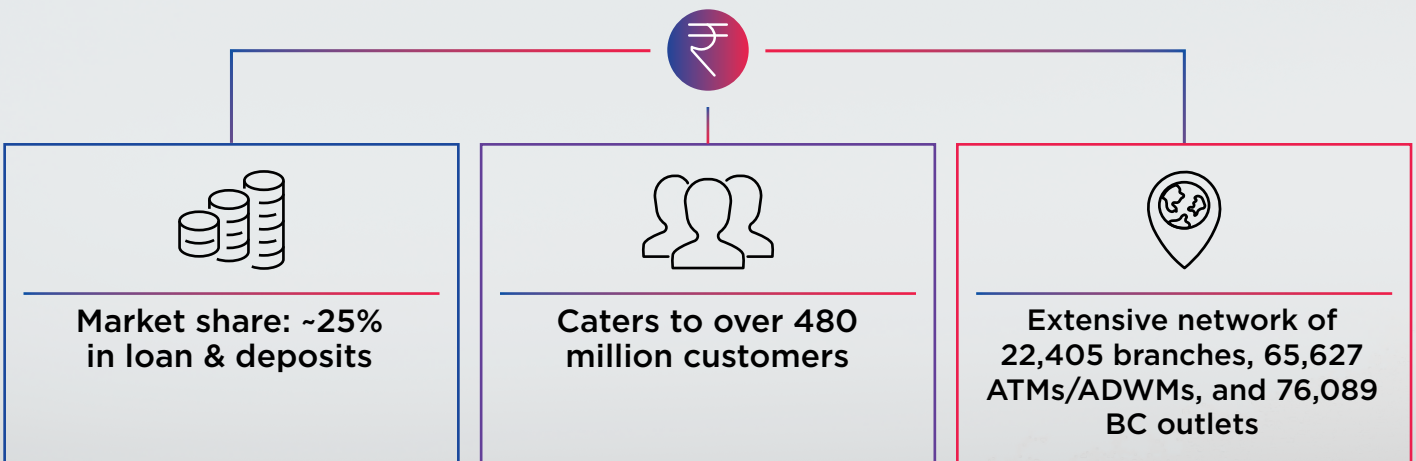 ₹
Market share: ~25%
in loan & deposits
Caters to over 480
million customers
Extensive network of
22,405 branches, 65,627
ATMs/ADWMs, and 76,089
BC outlets